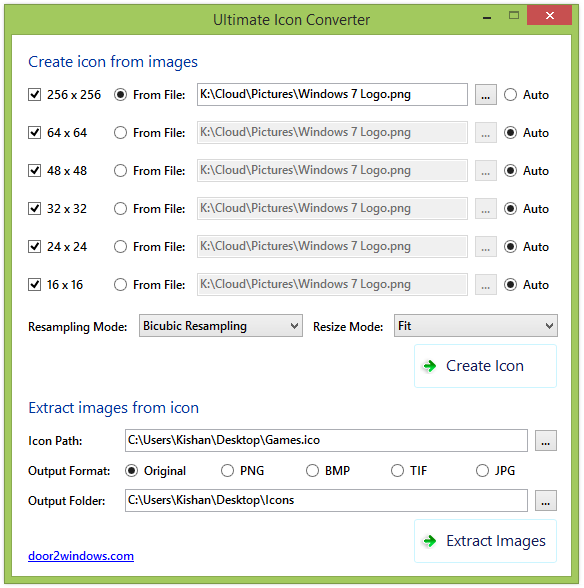 Ultimate Icon Converter
Create icon from images
256 x 256 From File: K:\Cloud\Pictures\Windows 7 Logo.png ... Auto
64 x 64 From File: K:\Cloud\Pictures\Windows 7 Logo.png ... Auto
48 x 48 From File: K:\Cloud\Pictures\Windows 7 Logo.png ... Auto
32 x 32 From File: K:\Cloud\Pictures\Windows 7 Logo.png ... Auto
24 x 24 From File: K:\Cloud\Pictures\Windows 7 Logo.png ... Auto
16 x 16 From File: K:\Cloud\Pictures\Windows 7 Logo.png ... Auto
Resampling Mode: Bicubic Resampling Resize Mode: Fit
Create Icon
Extract images from icon
Icon Path: C:\Users\Kishan\Desktop\Games.ico ...
Output Format: Original PNG BMP TIF JPG
Output Folder: C:\Users\Kishan\Desktop\Icons ...
Extract Images
door2windows.com